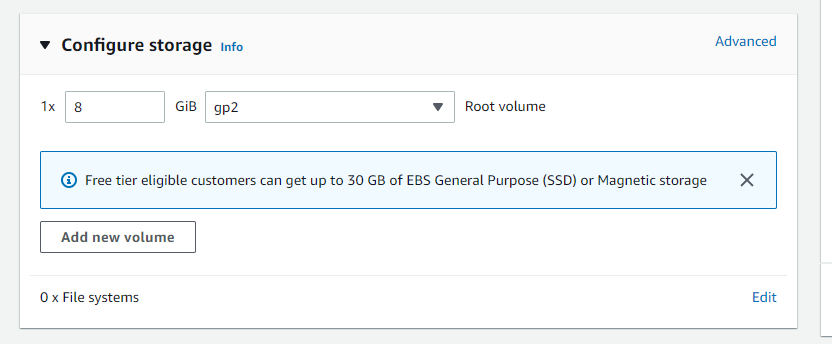 Configure storage Info
Advanced
1x 8 GiB gp2 Root volume
Free tier eligible customers can get up to 30 GB of EBS General Purpose (SSD) or Magnetic storage
Add new volume
0 x File systems
Edit